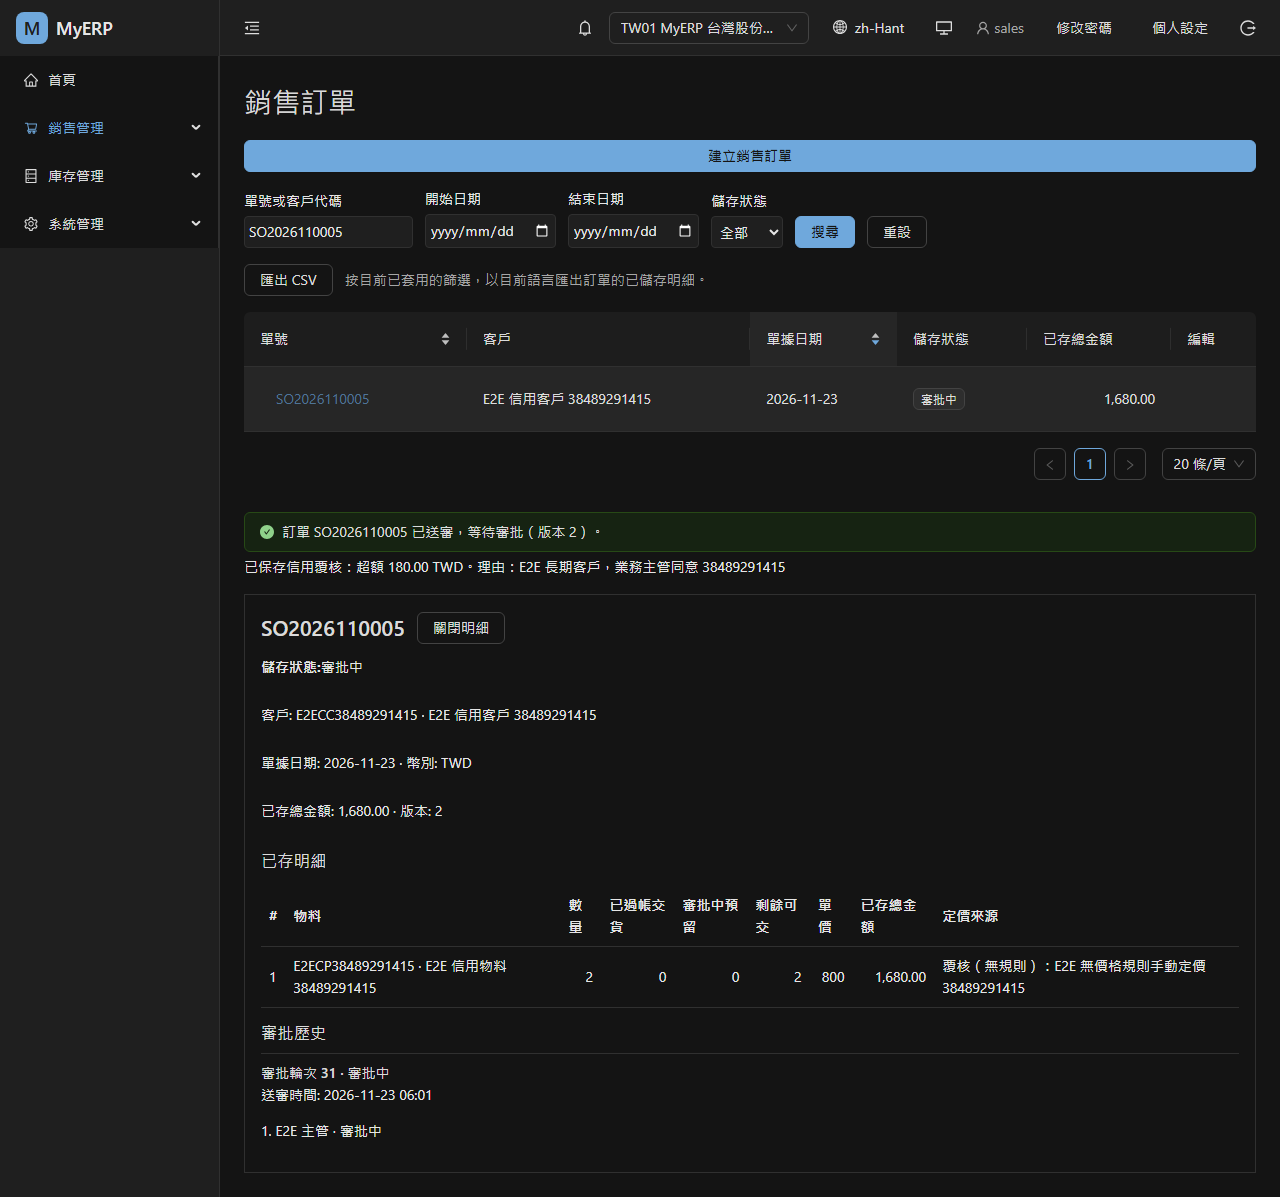 M MyERP
TW01 MyERP 台灣股份... zh-Hant sales 修改密碼 個人設定
首頁
銷售管理
庫存管理
系統管理
銷售訂單
建立銷售訂單
單號或客戶代碼 開始日期 結束日期 儲存狀態
SO2026110005 yyyy/mm/dd yyyy/mm/dd 全部 搜尋 重設
匯出 CSV 按目前已套用的篩選，以目前語言匯出訂單的已儲存明細。
單號 客戶 單據日期 儲存狀態 已存總金額 編輯
SO2026110005 E2E 信用客戶 38489291415 2026-11-23 審批中 1,680.00
< 1 > 20 條/頁
訂單 SO2026110005 已送審，等待審批（版本 2）。
已保存信用覆核：超額 180.00 TWD。理由：E2E 長期客戶，業務主管同意 38489291415
SO2026110005 關閉明細
儲存狀態:審批中
客戶: E2ECC38489291415 · E2E 信用客戶 38489291415
單據日期: 2026-11-23 · 幣別: TWD
已存總金額: 1,680.00 · 版本: 2
已存明細
# 物料 數量 已過帳交貨 審批中預留 剩餘可交 單價 已存總金額 定價來源
1 E2ECP38489291415 · E2E 信用物料 38489291415 2 0 0 2 800 1,680.00 覆核（無規則）：E2E 無價格規則手動定價 38489291415
審批歷史
審批輪次 31 · 審批中
送審時間: 2026-11-23 06:01
1. E2E 主管 · 審批中